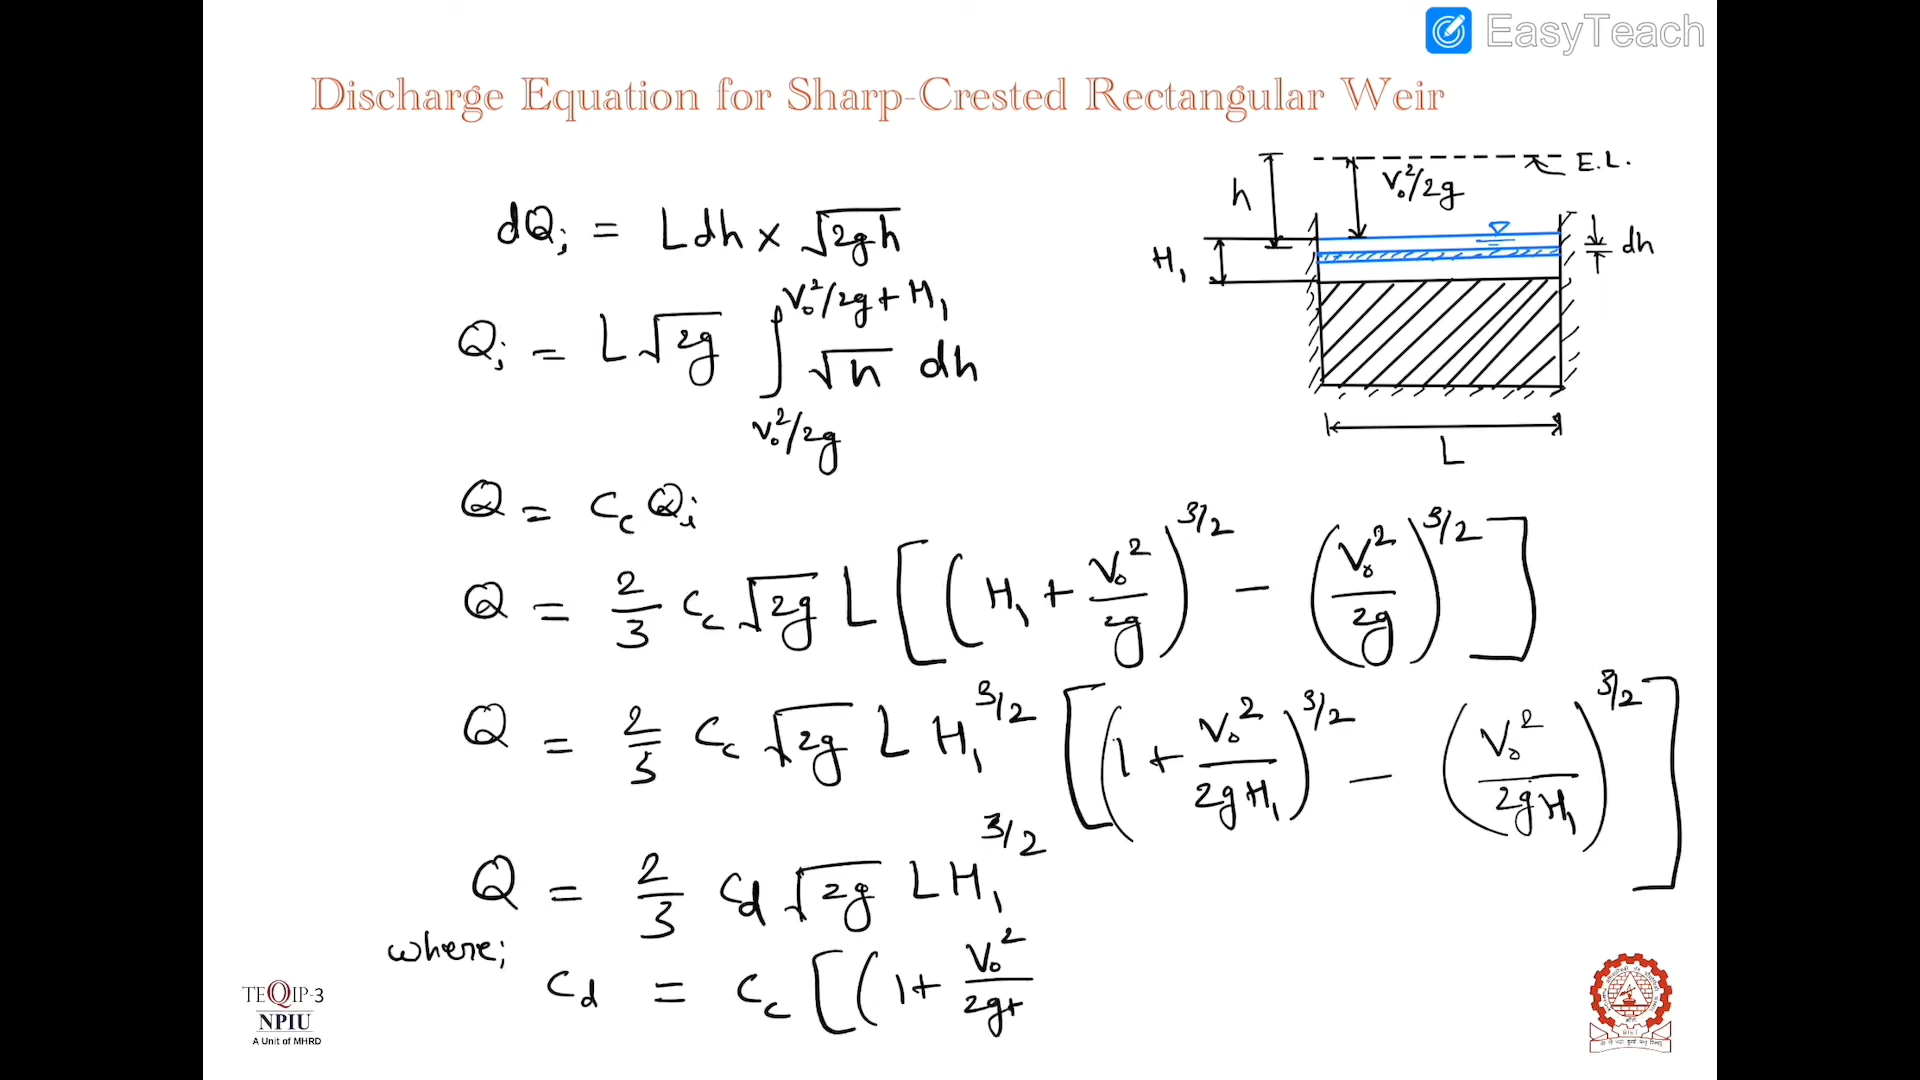 EasyTeach
Discharge Equation for Sharp-Crested Rectangular Weir
E.L.
V₀²/2g
h
H₁
dh
L
dQᵢ = L dh × √2gh
Qᵢ = L √2g ∫_{V₀²/2g}^{V₀²/2g + H₁} √h dh
Q = C_c Qᵢ
Q = 2/3 C_c √2g L [(H₁ + V₀²/2g)^3/2 − (V₀²/2g)^3/2]
Q = 2/3 C_c √2g L H₁^3/2 [(1 + V₀²/2gH₁)^3/2 − (V₀²/2gH₁)^3/2]
Q = 2/3 C_d √2g L H₁^3/2
where;
C_d = C_c [(1 + V₀²/2g
TEQIP-3
NPIU
A Unit of MHRD